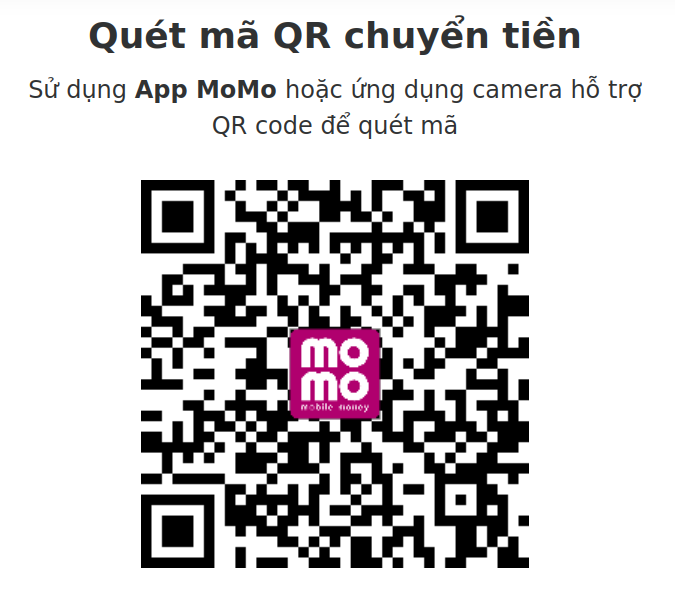 Quét mã QR chuyển tiền
Sử dụng App MoMo hoặc ứng dụng camera hỗ trợ
QR code để quét mã
mo
mo
mobile money